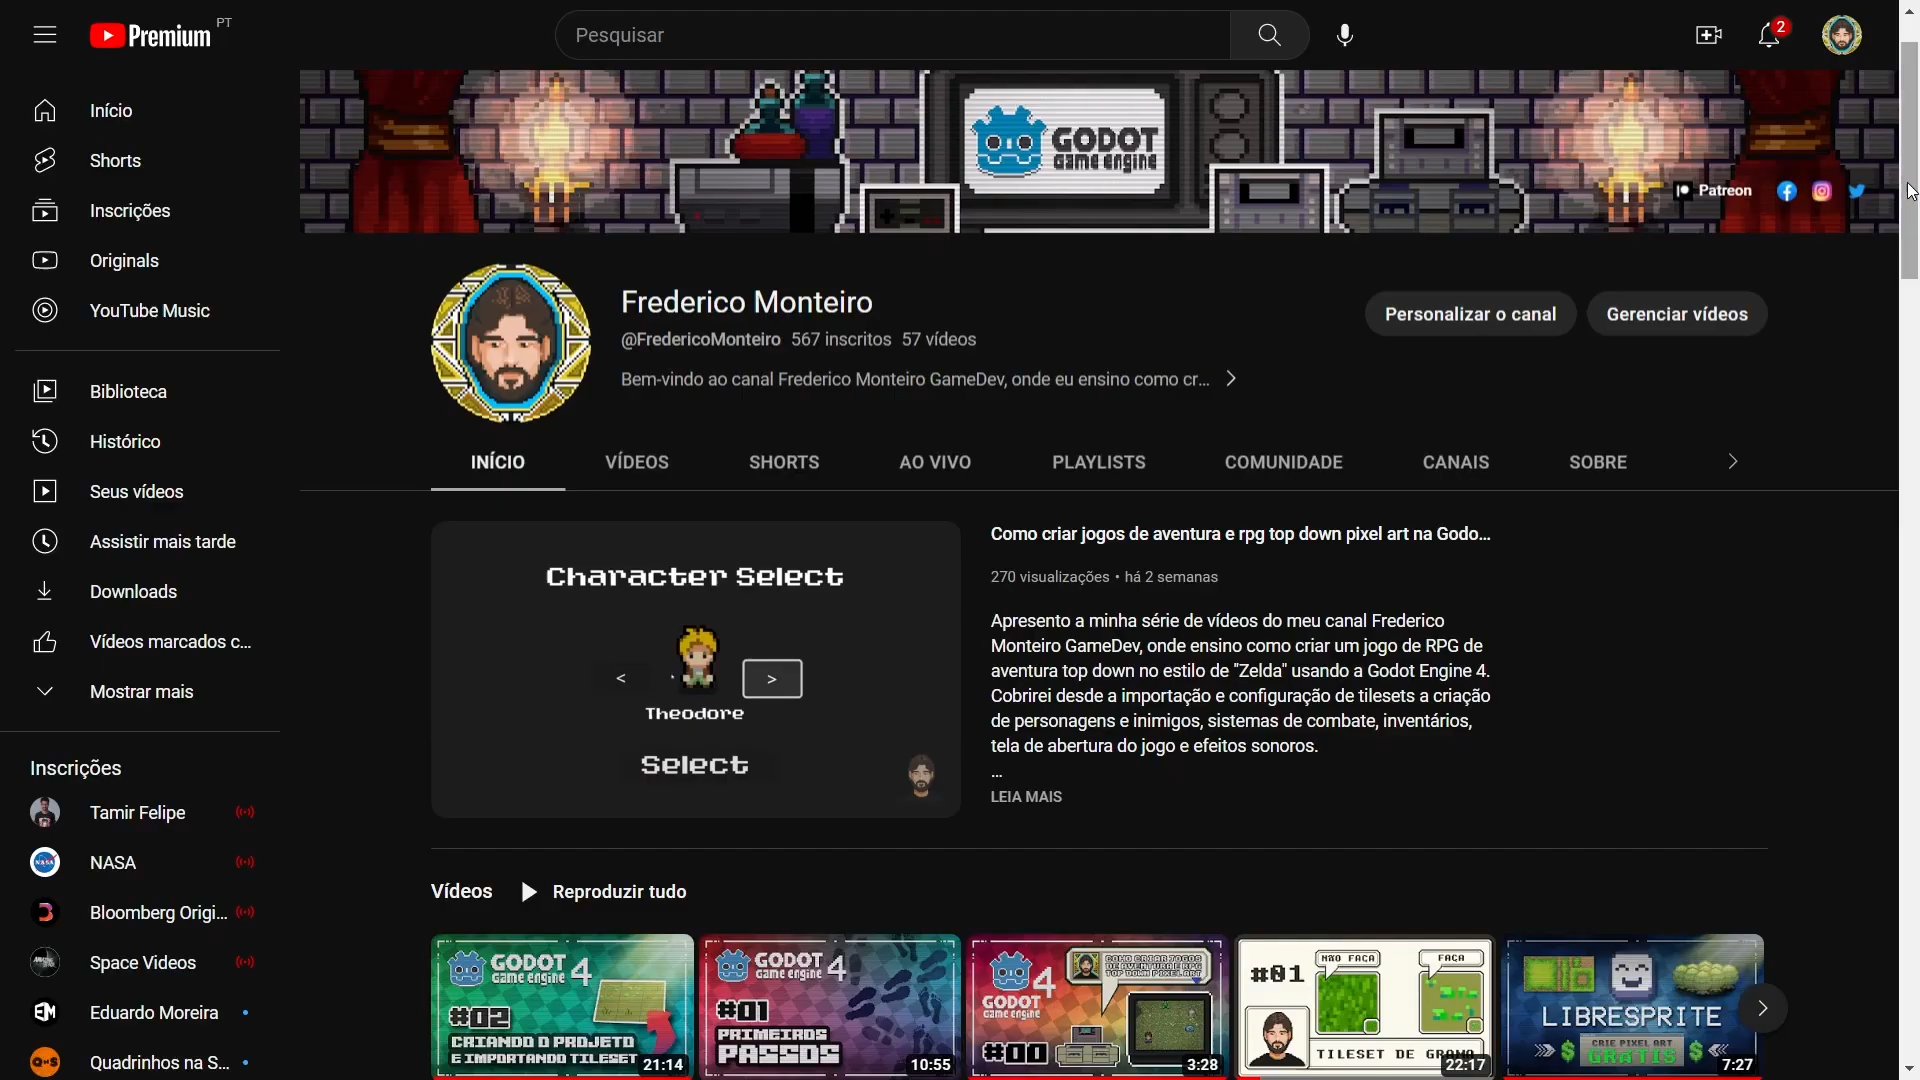 Premium PT
Pesquisar
2
Início
Shorts
Inscrições
Originals
YouTube Music
Biblioteca
Histórico
Seus vídeos
Assistir mais tarde
Downloads
Vídeos marcados c...
Mostrar mais
Inscrições
Tamir Felipe
NASA
Bloomberg Origi...
Space Videos
Eduardo Moreira
Quadrinhos na S...
GODOT
Game engine
Patreon
Frederico Monteiro
@FredericoMonteiro 567 inscritos 57 vídeos
Bem-vindo ao canal Frederico Monteiro GameDev, onde eu ensino como cr...
Personalizar o canal
Gerenciar vídeos
INÍCIO
VÍDEOS
SHORTS
AO VIVO
PLAYLISTS
COMUNIDADE
CANAIS
SOBRE
Character Select
< >
Theodore
Select
Como criar jogos de aventura e rpg top down pixel art na Godo...
270 visualizações • há 2 semanas
Apresento a minha série de vídeos do meu canal Frederico
Monteiro GameDev, onde ensino como criar um jogo de RPG de
aventura top down no estilo de "Zelda" usando a Godot Engine 4.
Cobrirei desde a importação e configuração de tilesets a criação
de personagens e inimigos, sistemas de combate, inventários,
tela de abertura do jogo e efeitos sonoros.
...
LEIA MAIS
Vídeos
Reproduzir tudo
GODOT 4
Game engine
#02
CRIANDO O PROJETO
E IMPORTANDO TILESET
21:14
GODOT 4
Game engine
#01
PRIMEIROS
PASSOS
10:55
COMO CRIAR JOGOS
DE AVENTURA E RPG
TOP DOWN PIXEL ART
4
GODOT
Game engine
#00
3:28
#01
NÃO FACA
FAÇA
TILESET DE GRAMA
22:17
LIBRESPRITE
CRIE PIXEL ART
$ GRÁTIS $
7:27